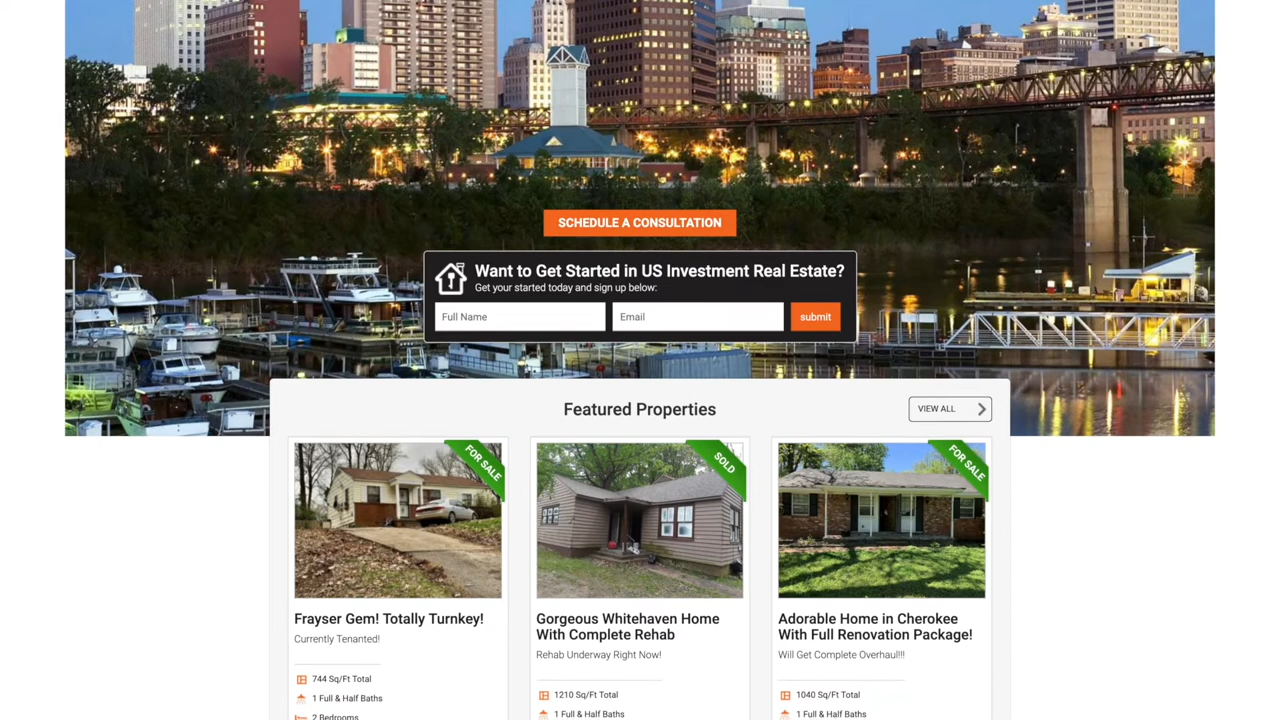 SCHEDULE A CONSULTATION
Want to Get Started in US Investment Real Estate?
Get your started today and sign up below:
Full Name
Email
submit
Featured Properties
VIEW ALL
FOR SALE
SOLD
FOR SALE
Frayser Gem! Totally Turnkey!
Currently Tenanted!
744 Sq/Ft Total
1 Full & Half Baths
2 Bedrooms
Gorgeous Whitehaven Home
With Complete Rehab
Rehab Underway Right Now!
1210 Sq/Ft Total
1 Full & Half Baths
Adorable Home in Cherokee
With Full Renovation Package!
Will Get Complete Overhaul!!!
1040 Sq/Ft Total
1 Full & Half Baths